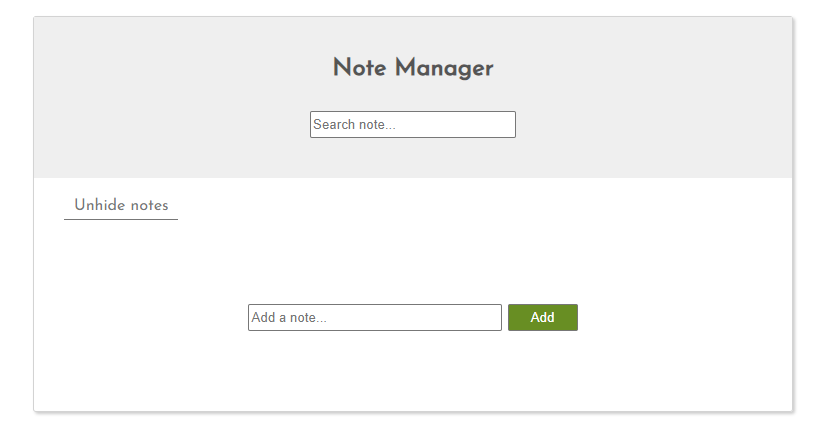 Note Manager
Search note...
Unhide notes
Add a note... Add